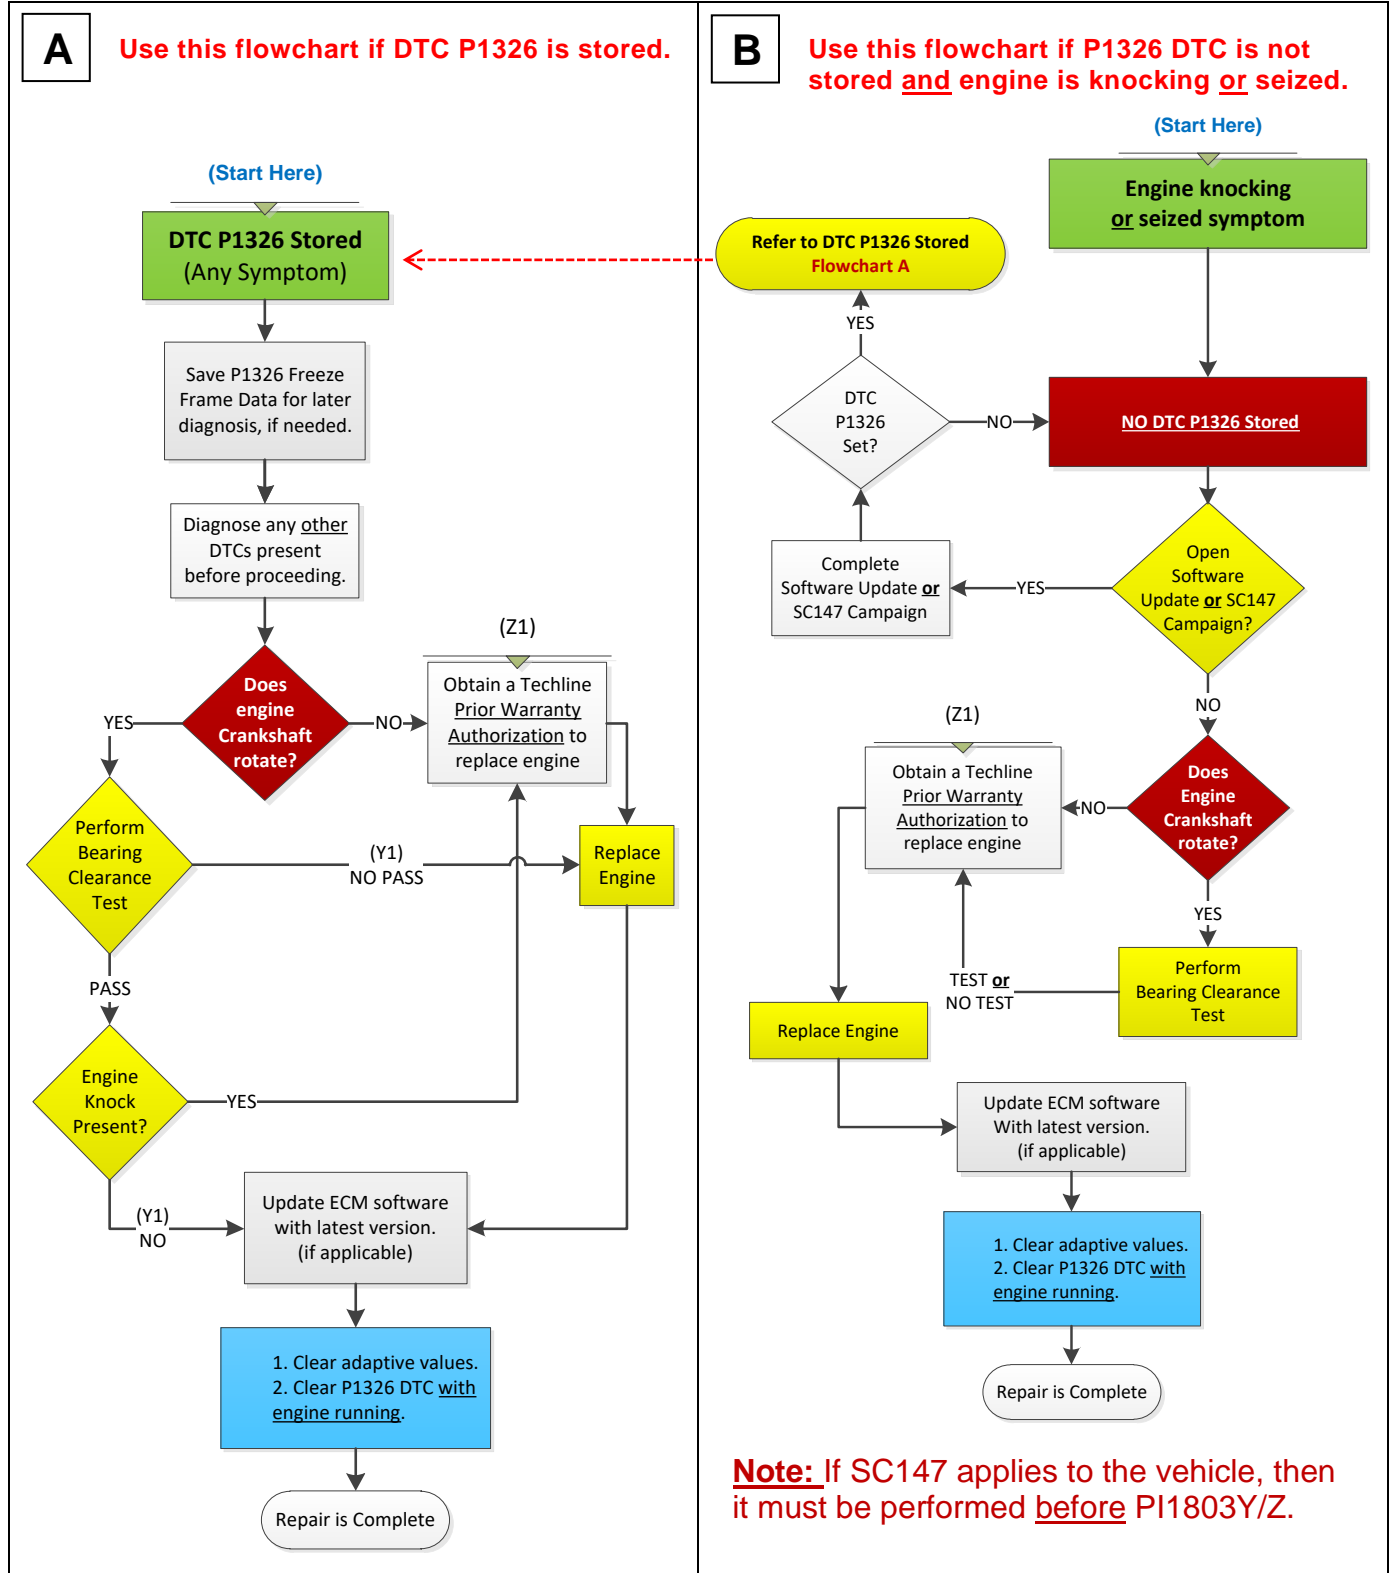 A
Use this flowchart if DTC P1326 is stored.
(Start Here)
DTC P1326 Stored
(Any Symptom)
Save P1326 Freeze
Frame Data for later
diagnosis, if needed.
Diagnose any other
DTCs present
before proceeding.
Does
engine
Crankshaft
rotate?
YES
NO
(Z1)
Obtain a Techline
Prior Warranty
Authorization to
replace engine
Perform
Bearing
Clearance
Test
(Y1)
NO PASS
Replace
Engine
PASS
Engine
Knock
Present?
YES
(Y1)
NO
Update ECM software
with latest version.
(if applicable)
1. Clear adaptive values.
2. Clear P1326 DTC with
engine running.
Repair is Complete
B
Use this flowchart if P1326 DTC is not
stored and engine is knocking or seized.
(Start Here)
Engine knocking
or seized symptom
Refer to DTC P1326 Stored
Flowchart A
YES
DTC
P1326
Set?
NO
NO DTC P1326 Stored
Open
Software
Update or SC147
Campaign?
YES
Complete
Software Update or
SC147 Campaign
NO
(Z1)
Obtain a Techline
Prior Warranty
Authorization to
replace engine
Does
Engine
Crankshaft
rotate?
NO
YES
Perform
Bearing Clearance
Test
TEST or
NO TEST
Replace Engine
Update ECM software
With latest version.
(if applicable)
1. Clear adaptive values.
2. Clear P1326 DTC with
engine running.
Repair is Complete
Note: If SC147 applies to the vehicle, then
it must be performed before PI1803Y/Z.